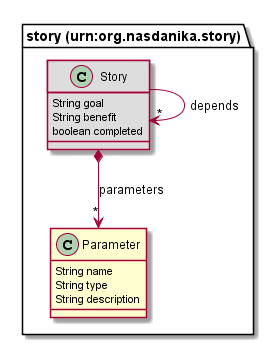 story (urn:org.nasdanika.story)
C Story
String goal
String benefit
boolean completed
depends
*
parameters
*
C Parameter
String name
String type
String description